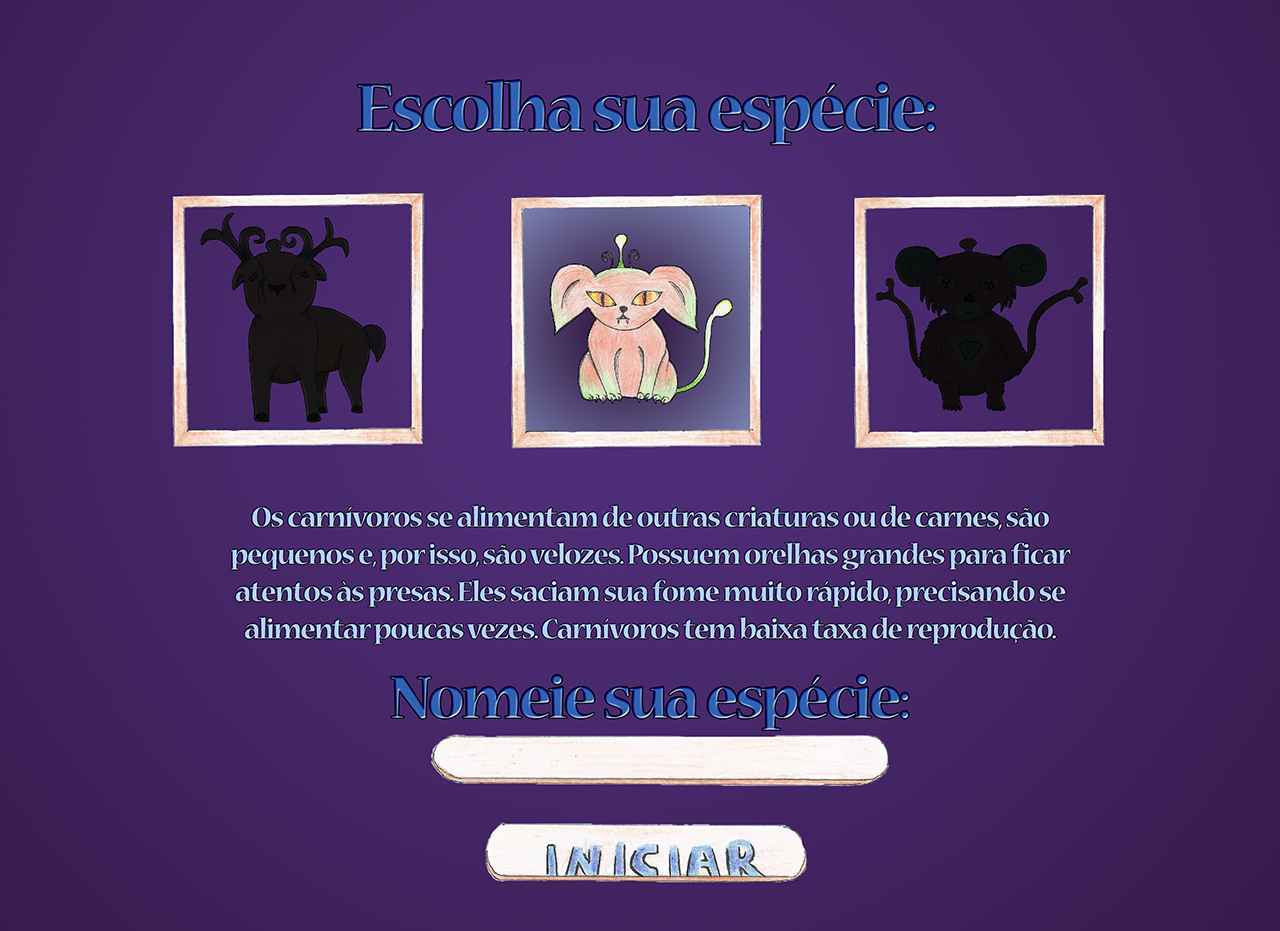 Escolha sua espécie:
Os carnívoros se alimentam de outras criaturas ou de carnes, são
pequenos e, por isso, são velozes. Possuem orelhas grandes para ficar
atentos às presas. Eles saciam sua fome muito rápido, precisando se
alimentar poucas vezes. Carnívoros tem baixa taxa de reprodução.
Nomeie sua espécie:
INICIAR